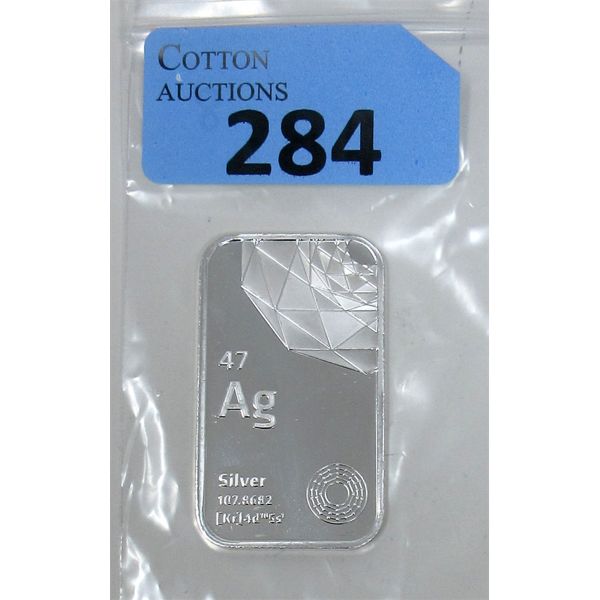 COTTON
AUCTIONS
284
47
Ag
Silver
107.8682
[Kr]4d¹⁰5s¹